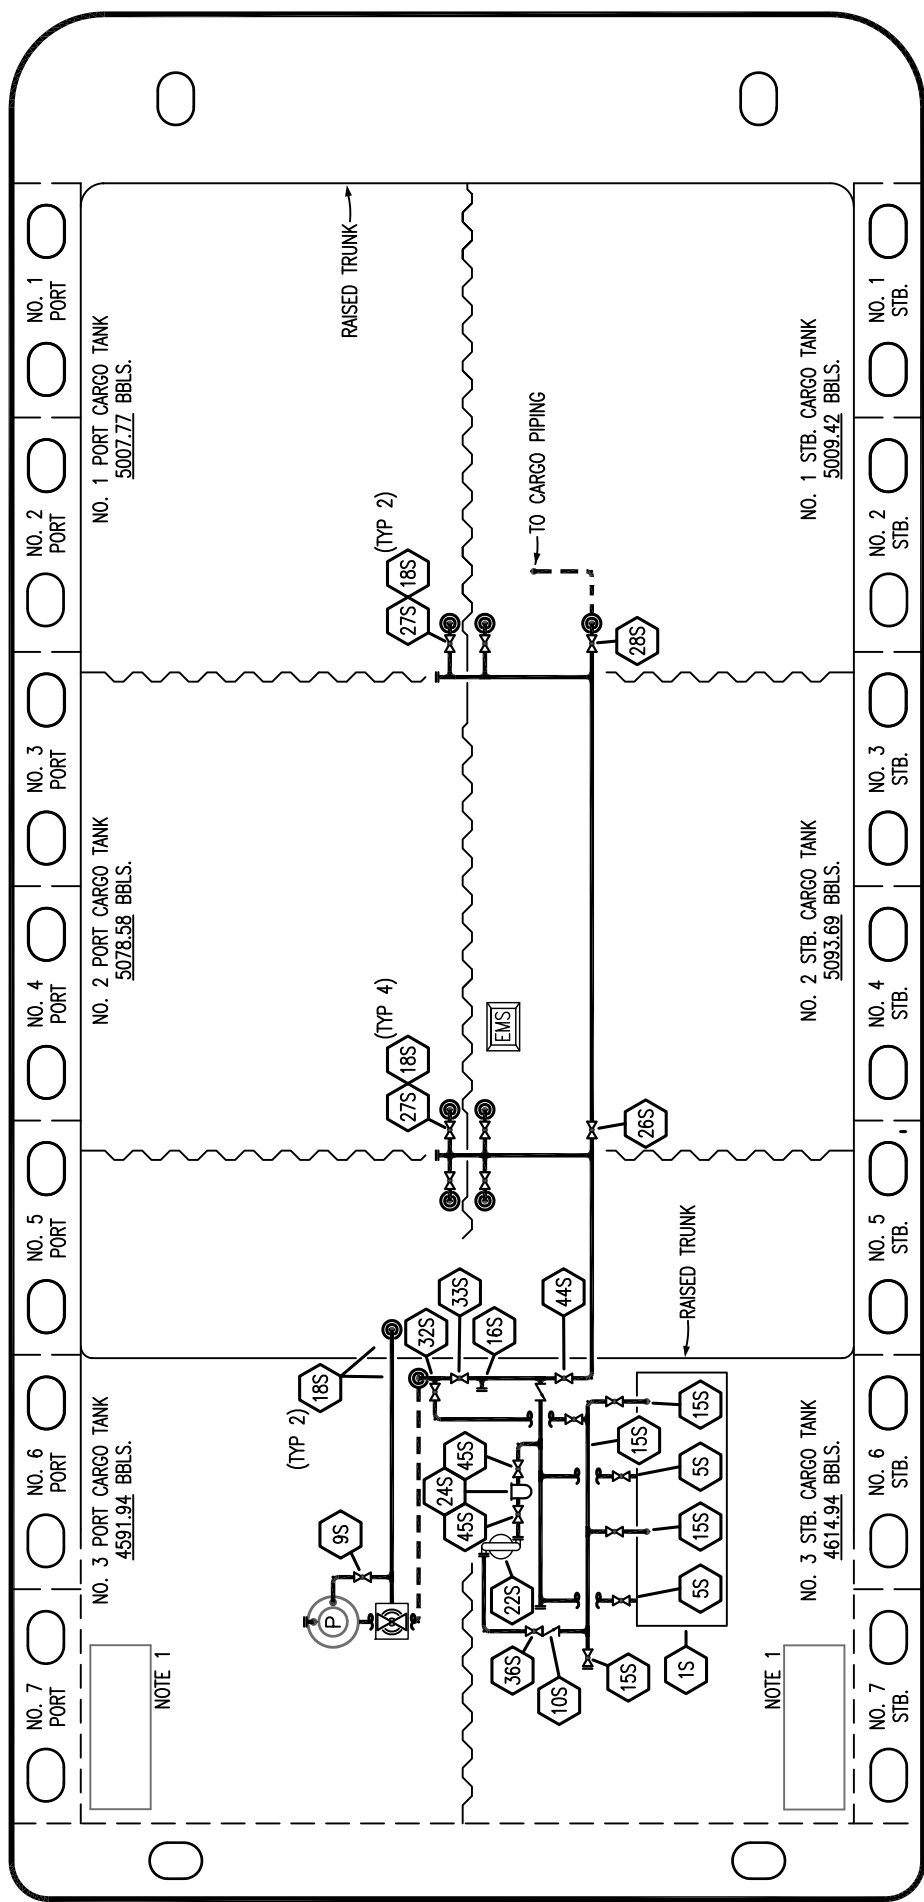 NO. 7
PORT
NO. 6
PORT
NO. 5
PORT
NO. 4
PORT
NO. 3
PORT
NO. 2
PORT
NO. 1
PORT
NO. 3 PORT CARGO TANK
4591.94 BBLS.
NO. 2 PORT CARGO TANK
5078.58 BBLS.
NO. 1 PORT CARGO TANK
5007.77 BBLS.
NOTE 1
RAISED TRUNK
(TYP 2)
18S
9S
P
(TYP 4)
27S
18S
(TYP 2)
27S
18S
32S
33S
16S
44S
45S
24S
45S
22S
EMS
TO CARGO PIPING
36S
10S
15S
26S
28S
15S
1S
5S
15S
5S
15S
RAISED TRUNK
NOTE 1
NO. 3 STB. CARGO TANK
4614.94 BBLS.
NO. 2 STB. CARGO TANK
5093.69 BBLS.
NO. 1 STB. CARGO TANK
5009.42 BBLS.
NO. 7
STB.
NO. 6
STB.
NO. 5
STB.
NO. 4
STB.
NO. 3
STB.
NO. 2
STB.
NO. 1
STB.